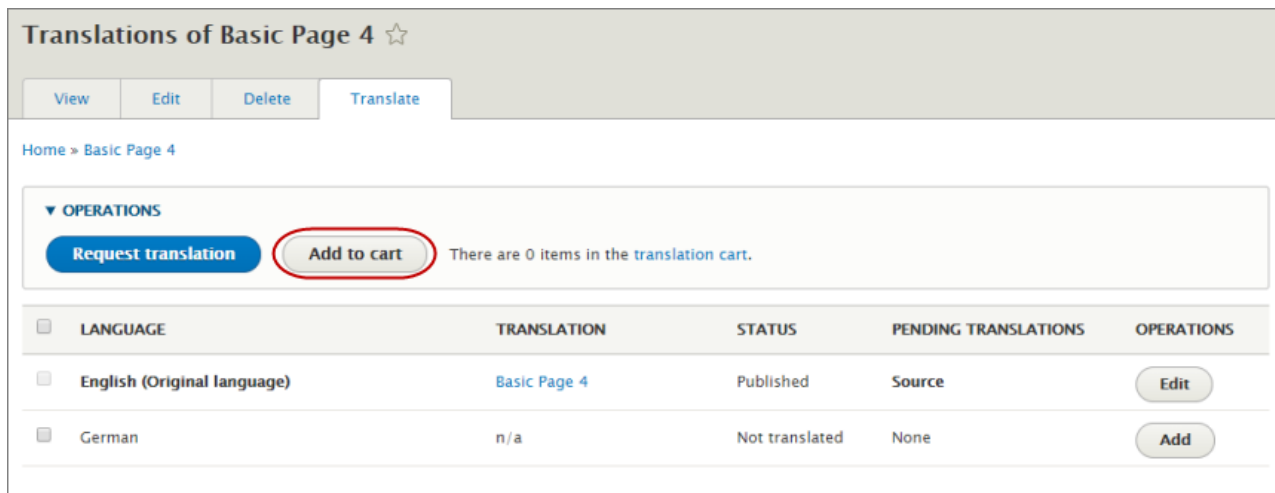 Translations of Basic Page 4
View Edit Delete Translate
Home » Basic Page 4
▼ OPERATIONS
Request translation Add to cart There are 0 items in the translation cart.
LANGUAGE TRANSLATION STATUS PENDING TRANSLATIONS OPERATIONS
English (Original language) Basic Page 4 Published Source Edit
German n/a Not translated None Add